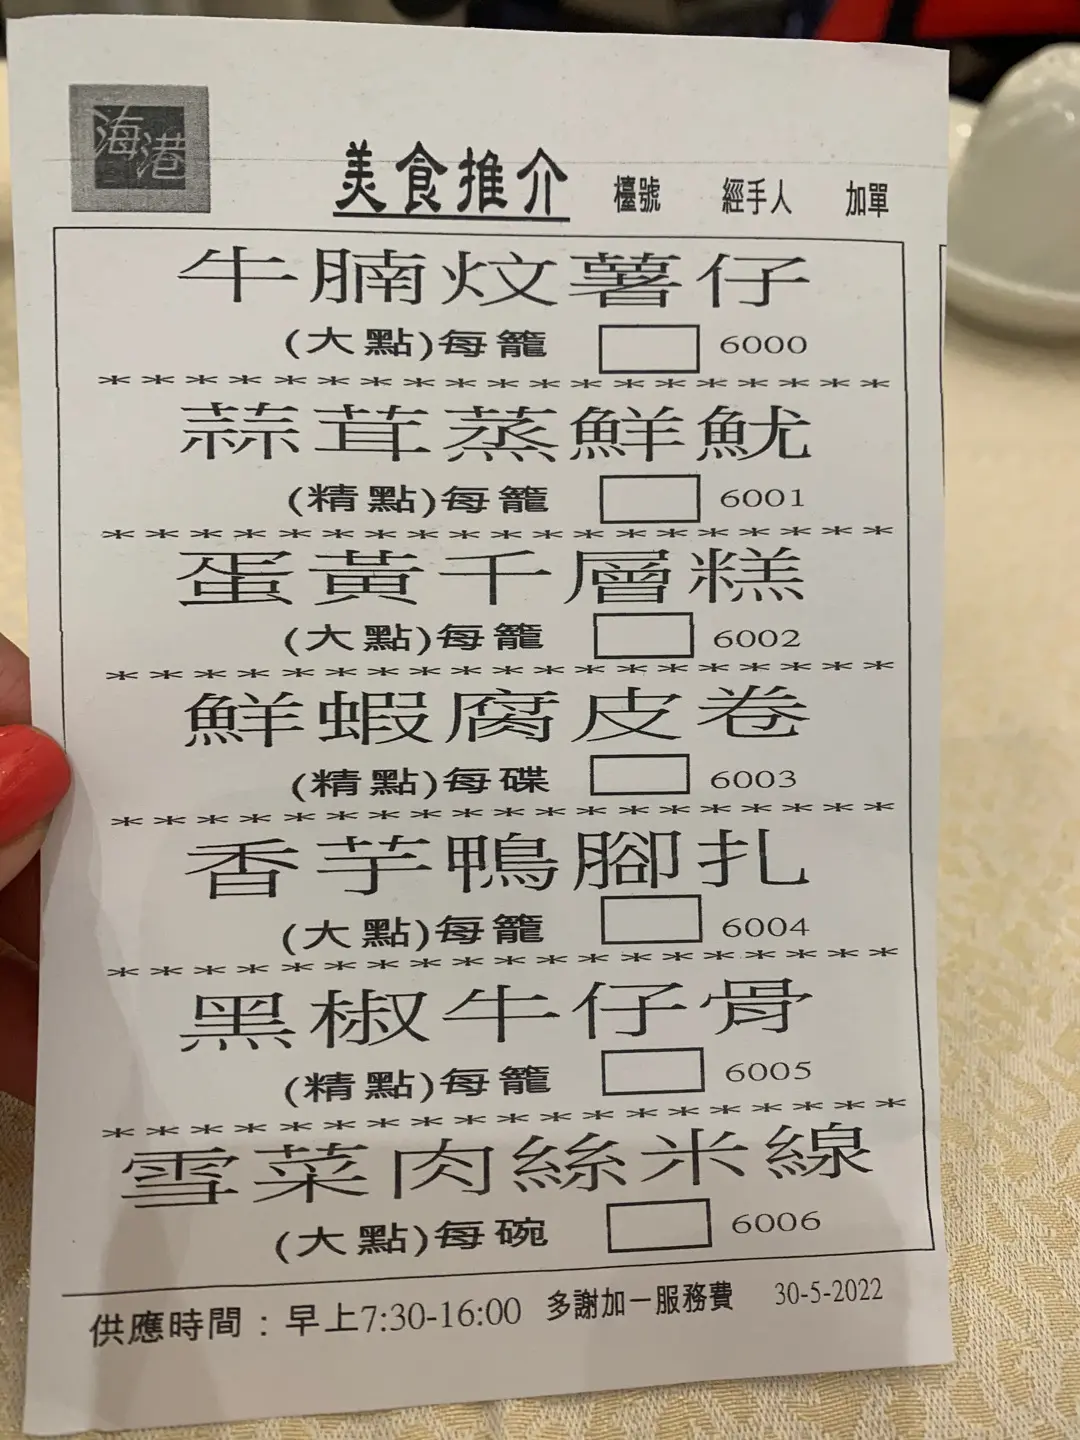 海港
美食推介 檯號 經手人 加單
牛腩炆薯仔
(大點)每籠 6000
*******************
蒜茸蒸鮮魷
(精點)每籠 6001
*******************
蛋黃千層糕
(大點)每籠 6002
*******************
鮮蝦腐皮卷
(精點)每碟 6003
*******************
香芋鴨腳扎
(大點)每籠 6004
*******************
黑椒牛仔骨
(精點)每籠 6005
*******************
雪菜肉絲米線
(大點)每碗 6006
供應時間：早上7:30-16:00 多謝加一服務費 30-5-2022